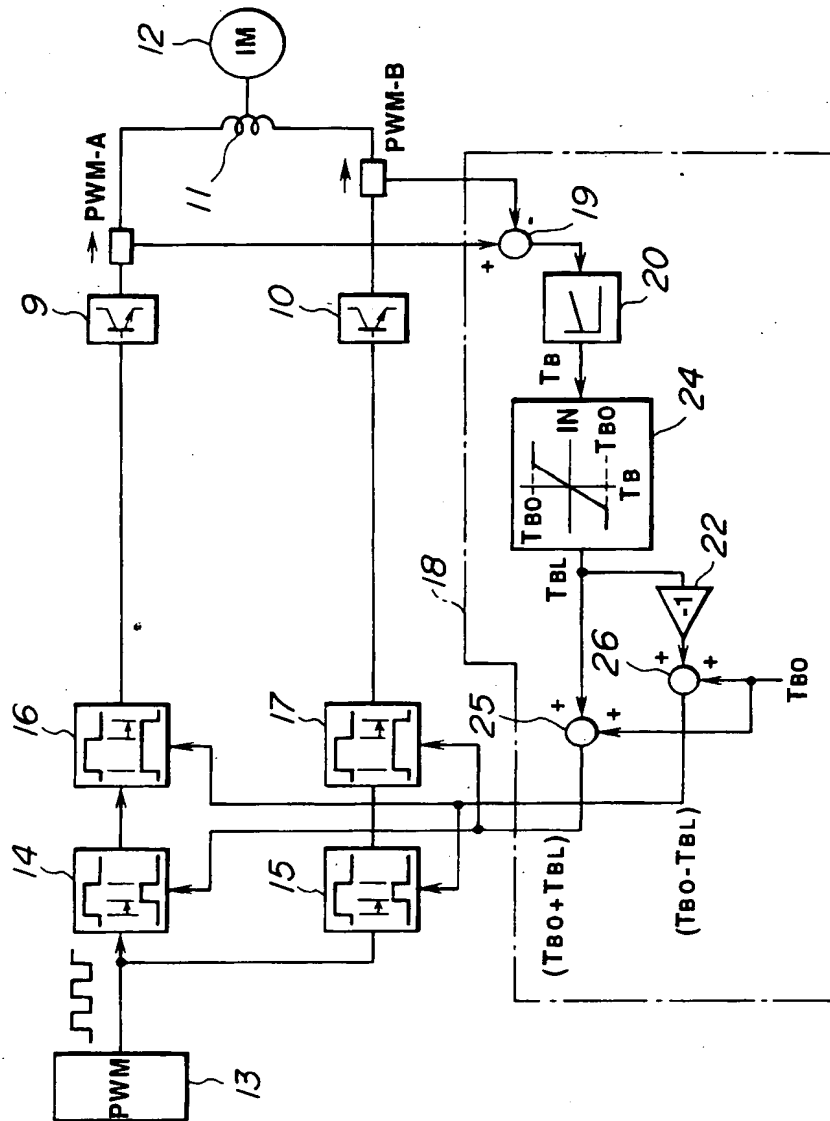 12
IM
PWM-A
11
PWM-B
9
10
+
-
19
20
TB
24
TBO
IN
-TBO
TB
18
TBL
22
-1
26
+
+
25
+
+
TBO
16
17
14
15
(TBO+TBL)
(TBO-TBL)
PWM
13